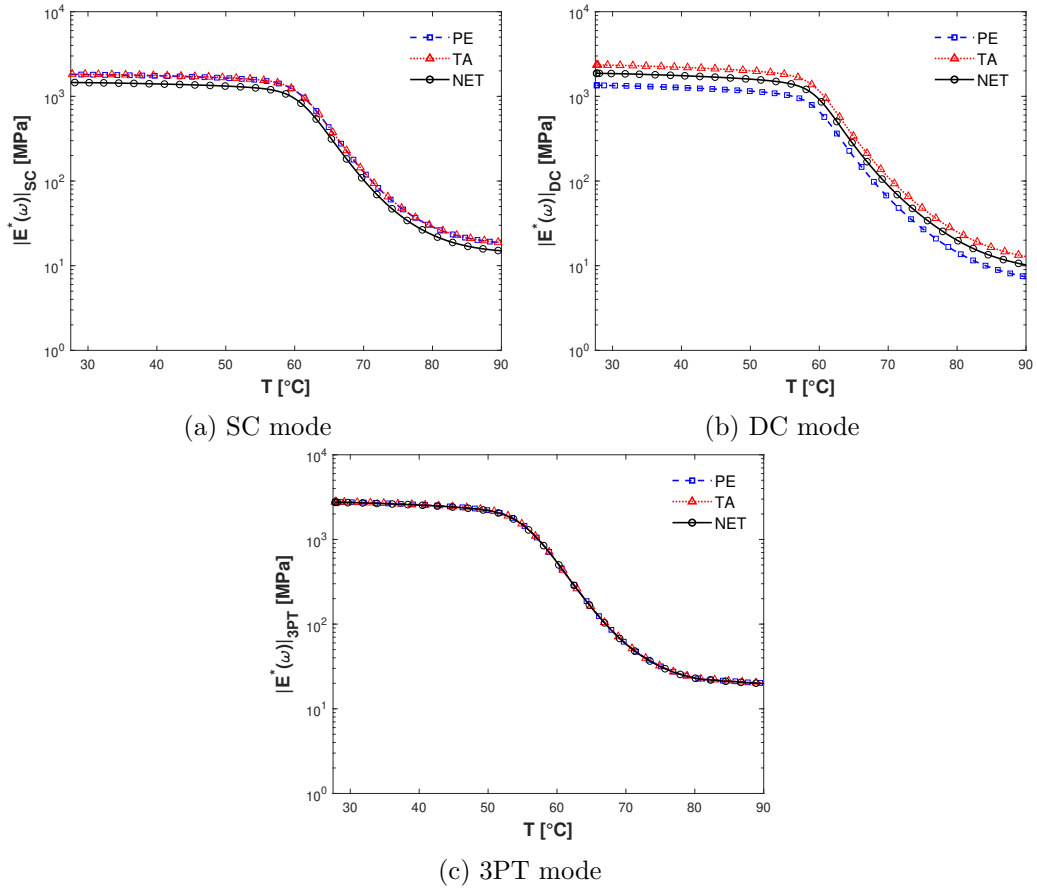 10^4
10^3
10^2
10^1
10^0
|E^*(ω)|_SC [MPa]
30 40 50 60 70 80 90
T [°C]
PE
TA
NET
(a) SC mode
10^4
10^3
10^2
10^1
10^0
|E^*(ω)|_DC [MPa]
30 40 50 60 70 80 90
T [°C]
PE
TA
NET
(b) DC mode
10^4
10^3
10^2
10^1
10^0
|E^*(ω)|_3PT [MPa]
30 40 50 60 70 80 90
T [°C]
PE
TA
NET
(c) 3PT mode